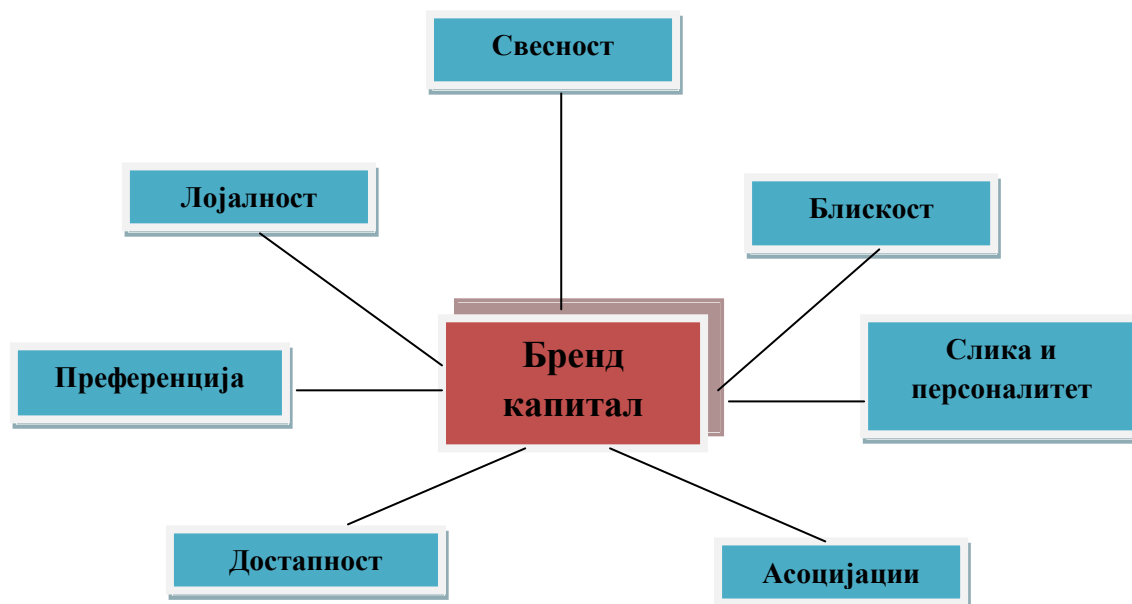 Свесност
Лојалност
Блискост
Бренд
капитал
Слика и
персоналитет
Преференција
Достапност
Асоцијации